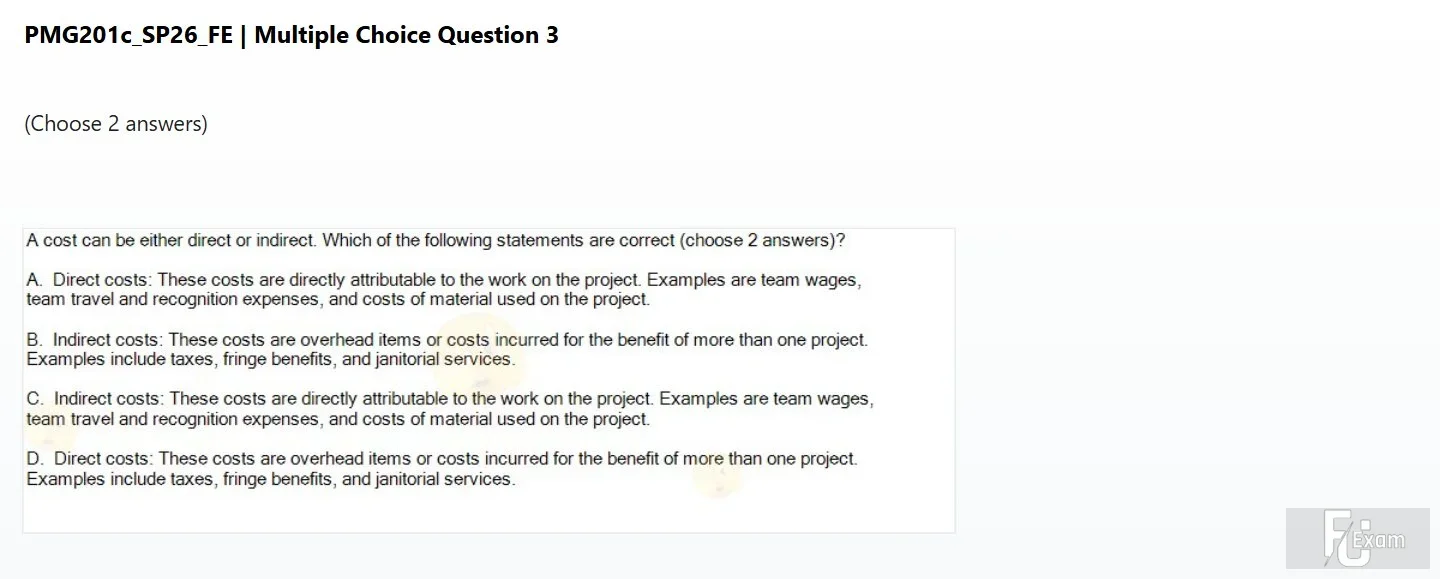 PMG201c_SP26_FE | Multiple Choice Question 3
(Choose 2 answers)
A cost can be either direct or indirect. Which of the following statements are correct (choose 2 answers)?
A. Direct costs: These costs are directly attributable to the work on the project. Examples are team wages,
team travel and recognition expenses, and costs of material used on the project.
B. Indirect costs: These costs are overhead items or costs incurred for the benefit of more than one project.
Examples include taxes, fringe benefits, and janitorial services.
C. Indirect costs: These costs are directly attributable to the work on the project. Examples are team wages,
team travel and recognition expenses, and costs of material used on the project.
D. Direct costs: These costs are overhead items or costs incurred for the benefit of more than one project.
Examples include taxes, fringe benefits, and janitorial services.
Exam